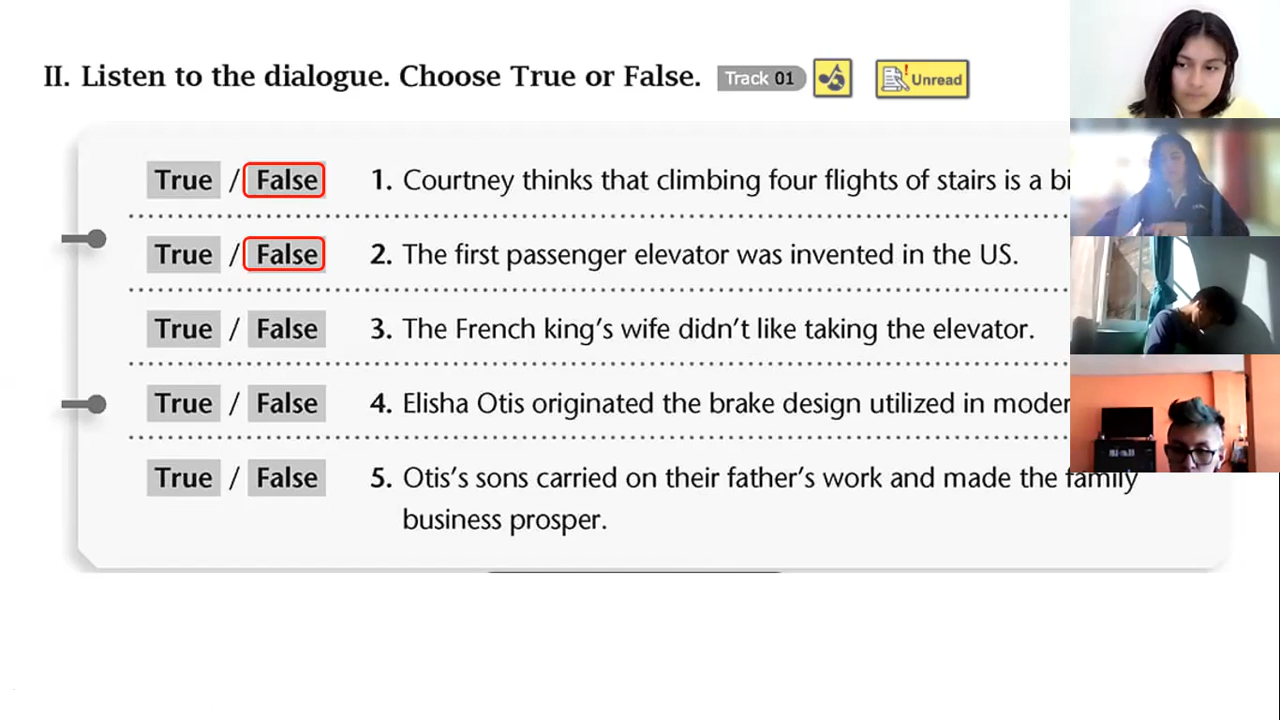 II. Listen to the dialogue. Choose True or False. Track 01 Unread
True / False 1. Courtney thinks that climbing four flights of stairs is a
True / False 2. The first passenger elevator was invented in the US.
True / False 3. The French king's wife didn't like taking the elevator.
True / False 4. Elisha Otis originated the brake design utilized in
True / False 5. Otis's sons carried on their father's work and made the family
business prosper.